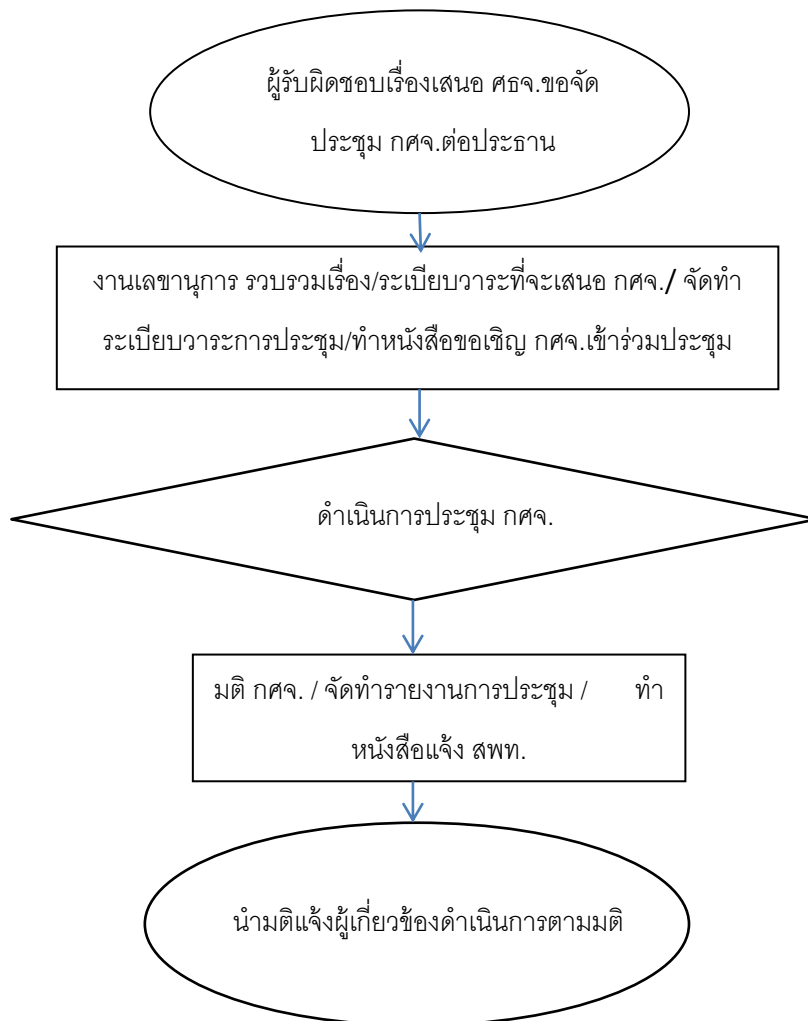 ผู้รับผิดชอบเรื่องเสนอ ศธจ.ขอจัด
ประชุม กศจ.ต่อประธาน
งานเลขานุการ รวบรวมเรื่อง/ระเบียบวาระที่จะเสนอ กศจ./ จัดทำ
ระเบียบวาระการประชุม/ทำหนังสือขอเชิญ กศจ.เข้าร่วมประชุม
ดำเนินการประชุม กศจ.
มติ กศจ. / จัดทำรายงานการประชุม / ทำ
หนังสือแจ้ง สพท.
นำมติแจ้งผู้เกี่ยวข้องดำเนินการตามมติ